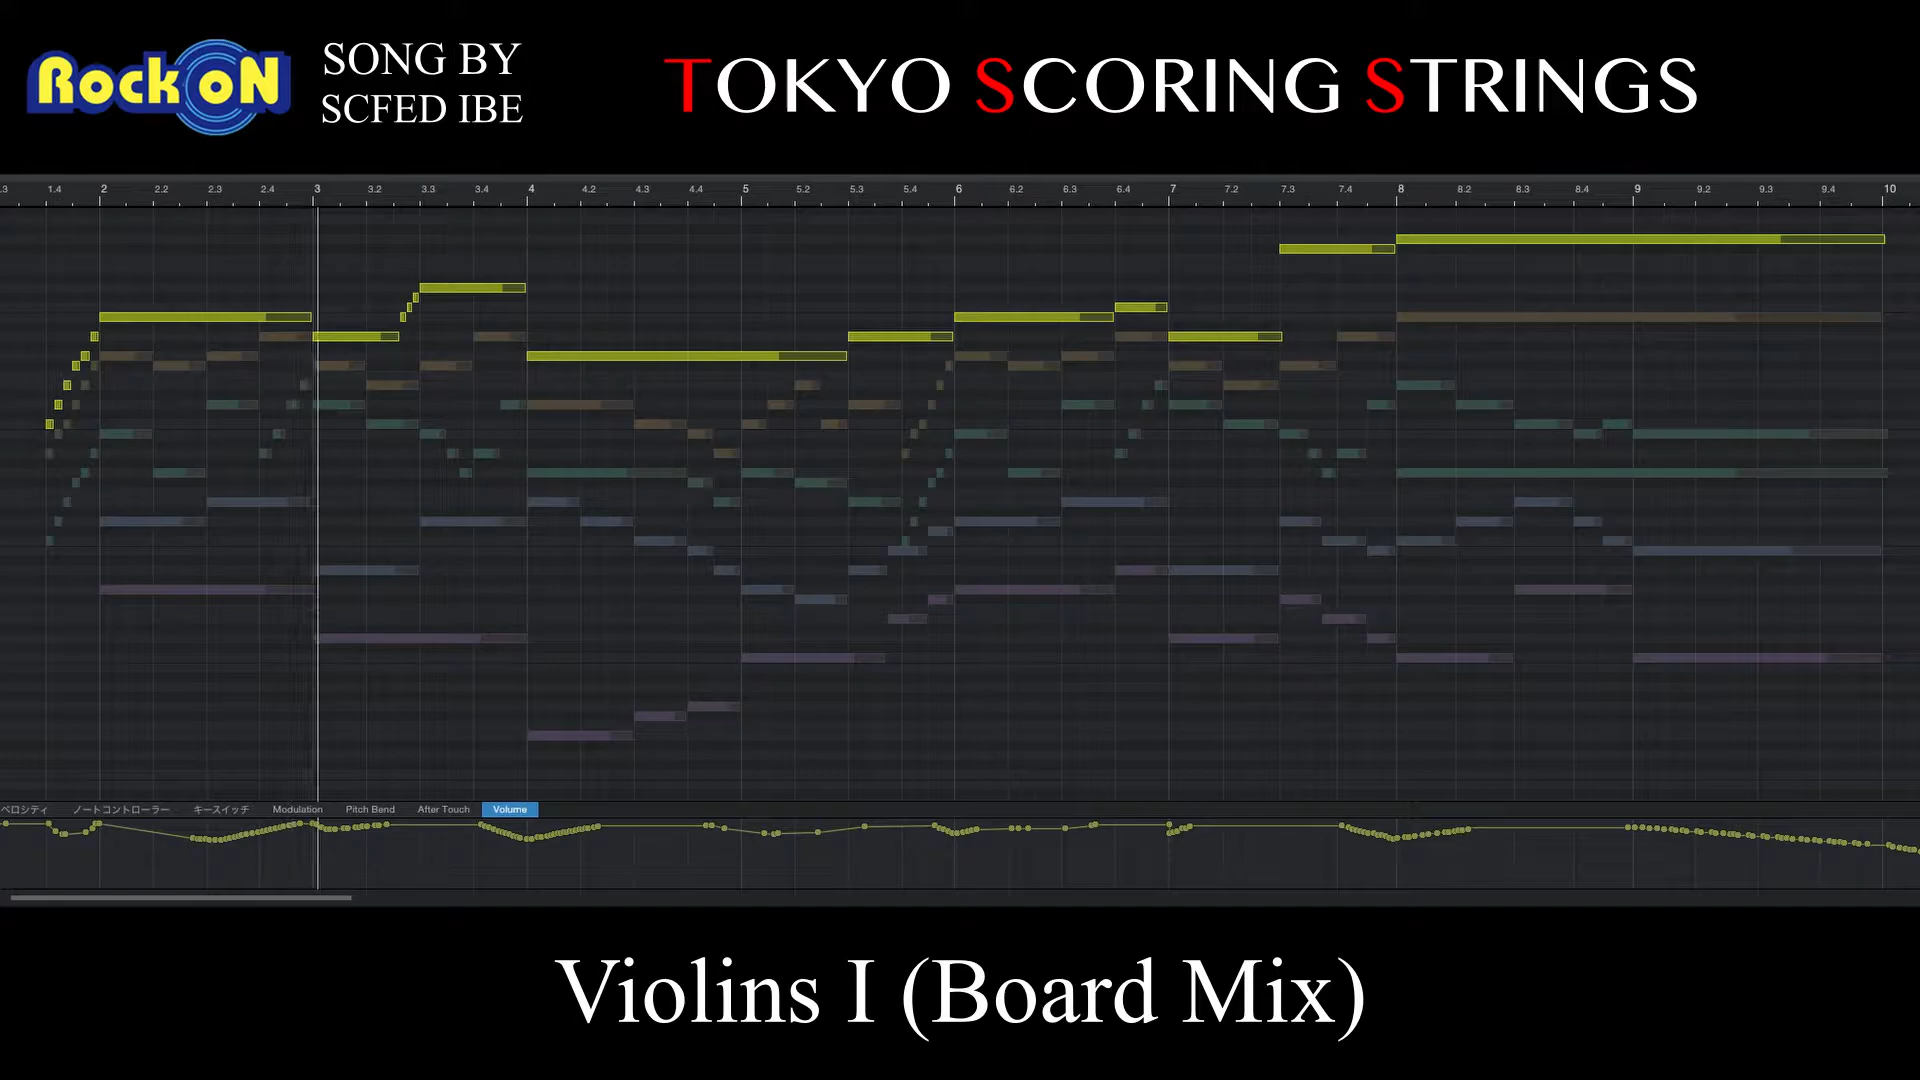 Rock oN
SONG BY
SCFED IBE
TOKYO SCORING STRINGS
.3 1.4 2 2.2 2.3 2.4 3 3.2 3.3 3.4 4 4.2 4.3 4.4 5 5.2 5.3 5.4 6 6.2 6.3 6.4 7 7.2 7.3 7.4 8 8.2 8.3 8.4 9 9.2 9.3 9.4 10
ベロシティ ノートコントローラー キースイッチ Modulation Pitch Bend After Touch Volume
Violins I (Board Mix)